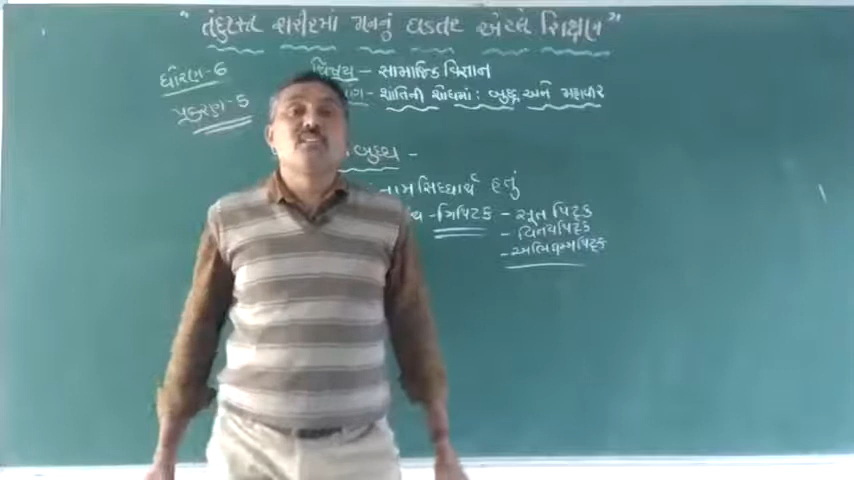 "તંદુરસ્ત શરીરમાં મનનું ઘડતર એટલે શિક્ષણ"
ધોરણ-6
વિષય - સામાજિક વિજ્ઞાન
પ્રકરણ-5
શાંતિની શોધમાં : બુદ્ધ અને મહાવીર
બુદ્ધ -
નામ સિદ્ધાર્થ હતું
- ત્રિપિટક - સૂત પિટક
- વિનયપિટક
- અભિધમ્મપિટક